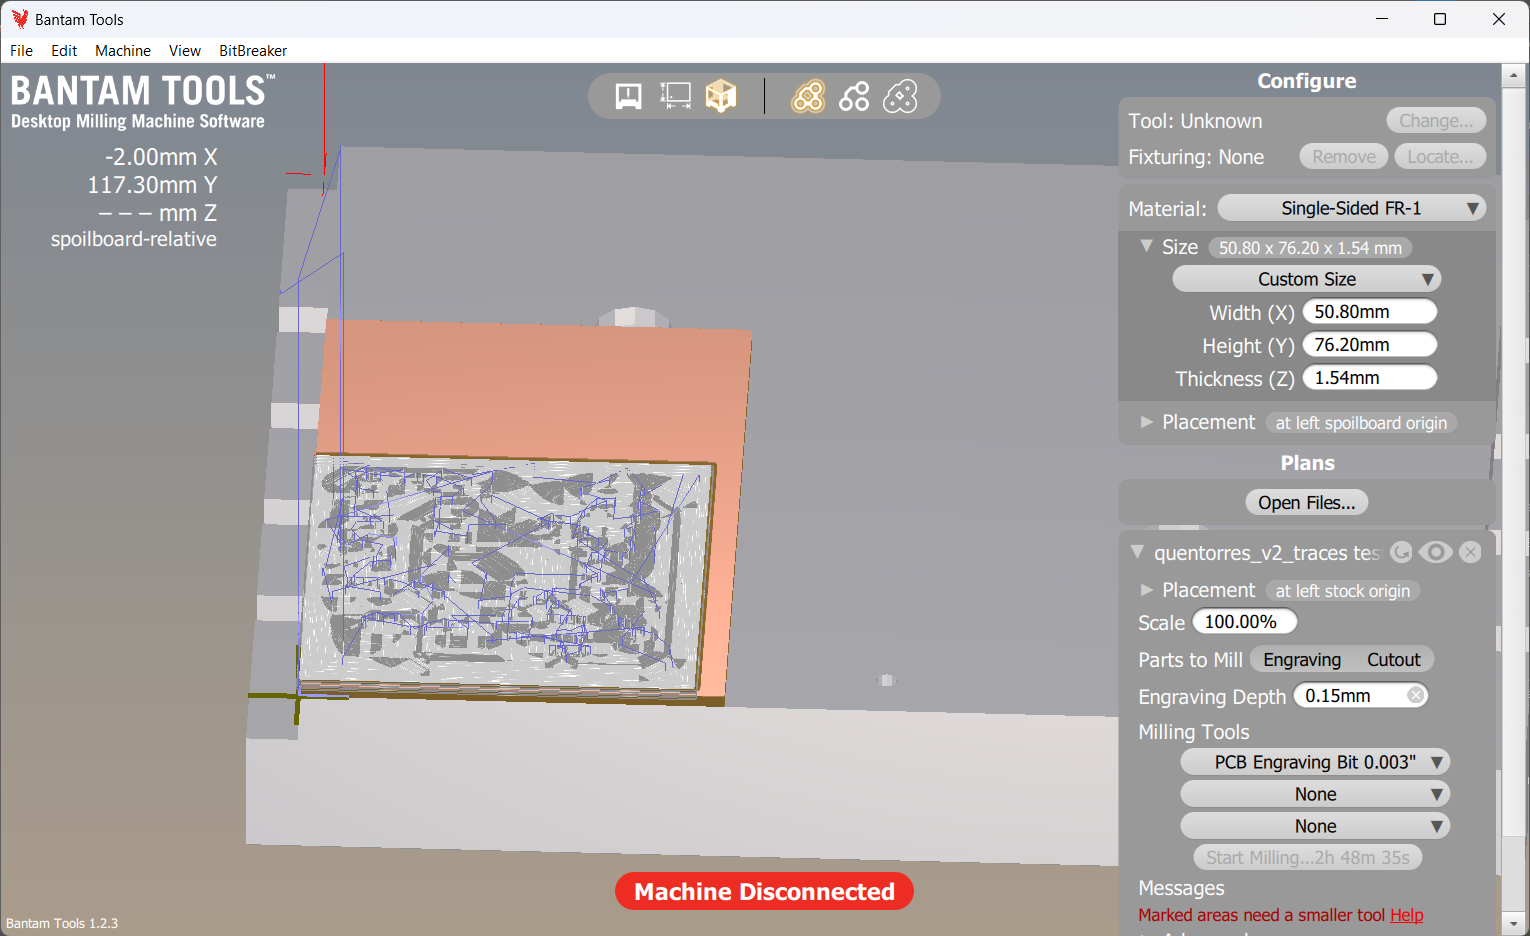 Bantam Tools
File Edit Machine View BitBreaker
BANTAM TOOLS™
Desktop Milling Machine Software
-2.00mm X
117.30mm Y
– – – mm Z
spoilboard-relative
Configure
Tool: Unknown Change...
Fixturing: None Remove Locate...
Material: Single-Sided FR-1
Size 50.80 x 76.20 x 1.54 mm
Custom Size
Width (X) 50.80mm
Height (Y) 76.20mm
Thickness (Z) 1.54mm
Placement at left spoilboard origin
Plans
Open Files...
quentorres_v2_traces tes
Placement at left stock origin
Scale 100.00%
Parts to Mill Engraving Cutout
Engraving Depth 0.15mm
Milling Tools
PCB Engraving Bit 0.003"
None
None
Start Milling...2h 48m 35s
Messages
Marked areas need a smaller tool Help
Machine Disconnected
Bantam Tools 1.2.3